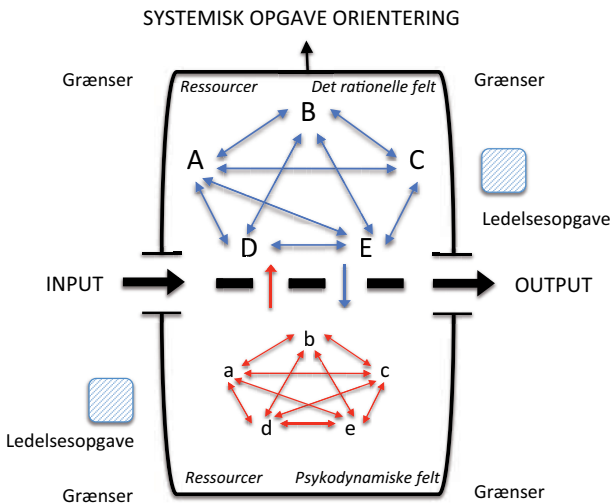 SYSTEMISK OPGAVE ORIENTERING
Grænser
Ressourcer
Det rationelle felt
Grænser
B
A
C
Ledelsesopgave
D
E
INPUT
OUTPUT
b
a
c
d
e
Ledelsesopgave
Ressourcer
Psykodynamiske felt
Grænser
Grænser